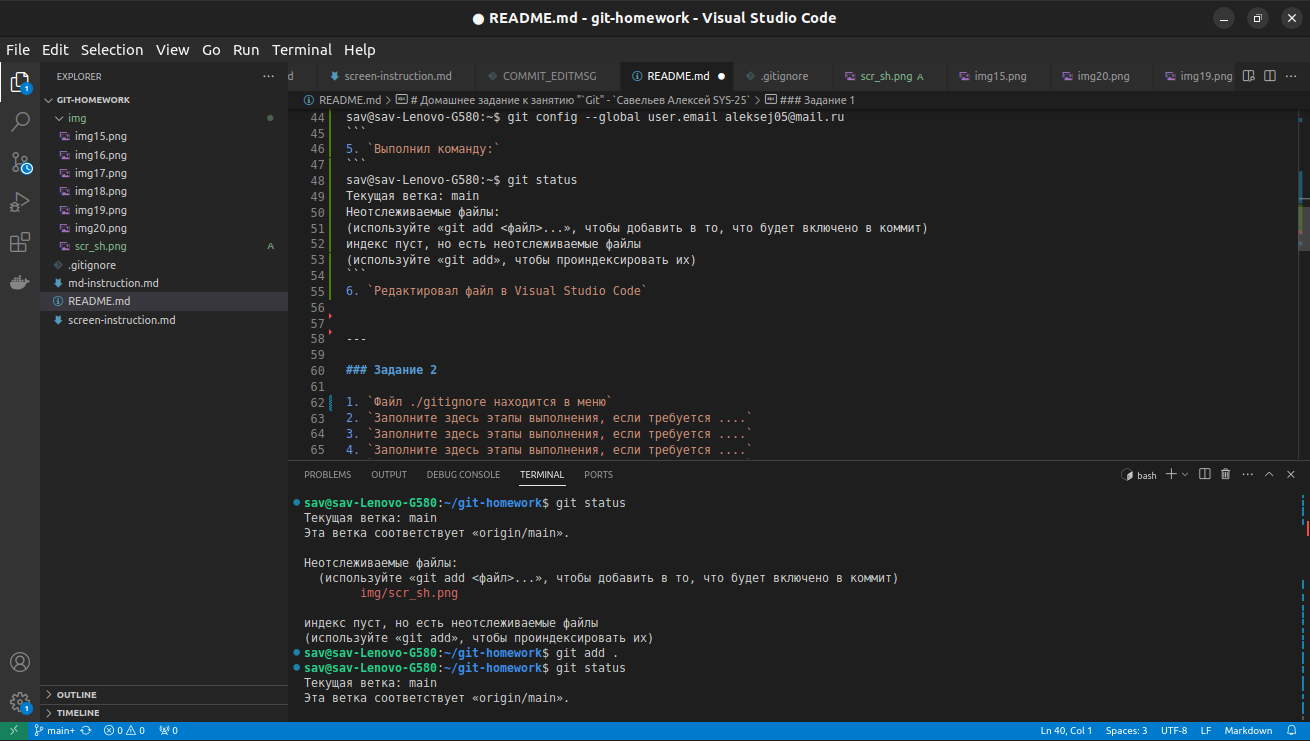 ● README.md - git-homework - Visual Studio Code
File Edit Selection View Go Run Terminal Help
EXPLORER ···
d screen-instruction.md COMMIT_EDITMSG README.md ● .gitignore scr_sh.png A img15.png img20.png img19.png ···
README.md > # Домашнее задание к занятию "`Git" - `Савельев Алексей SYS-25` > ### Задание 1
GIT-HOMEWORK
img
img15.png
img16.png
img17.png
img18.png
img19.png
img20.png
scr_sh.png A
.gitignore
md-instruction.md
README.md
screen-instruction.md
OUTLINE
TIMELINE
1
1
44 sav@sav-Lenovo-G580:~$ git config --global user.email aleksej05@mail.ru
45 ```
46 5. `Выполнил команду:`
47 ```
48 sav@sav-Lenovo-G580:~$ git status
49 Текущая ветка: main
50 Неотслеживаемые файлы:
51 (используйте «git add <файл>...», чтобы добавить в то, что будет включено в коммит)
52 индекс пуст, но есть неотслеживаемые файлы
53 (используйте «git add», чтобы проиндексировать их)
54 ```
55 6. `Редактировал файл в Visual Studio Code`
56
57
58 ---
59
60 ### Задание 2
61
62 1. `Файл ./gitignore находится в меню`
63 2. `Заполните здесь этапы выполнения, если требуется ....`
64 3. `Заполните здесь этапы выполнения, если требуется ....`
65 4. `Заполните здесь этапы выполнения, если требуется ....`
PROBLEMS OUTPUT DEBUG CONSOLE TERMINAL PORTS bash
sav@sav-Lenovo-G580:~/git-homework$ git status
Текущая ветка: main
Эта ветка соответствует «origin/main».
Неотслеживаемые файлы:
(используйте «git add <файл>...», чтобы добавить в то, что будет включено в коммит)
img/scr_sh.png
индекс пуст, но есть неотслеживаемые файлы
(используйте «git add», чтобы проиндексировать их)
sav@sav-Lenovo-G580:~/git-homework$ git add .
sav@sav-Lenovo-G580:~/git-homework$ git status
Текущая ветка: main
Эта ветка соответствует «origin/main».
main+ 0 0 0 Ln 40, Col 1 Spaces: 3 UTF-8 LF Markdown